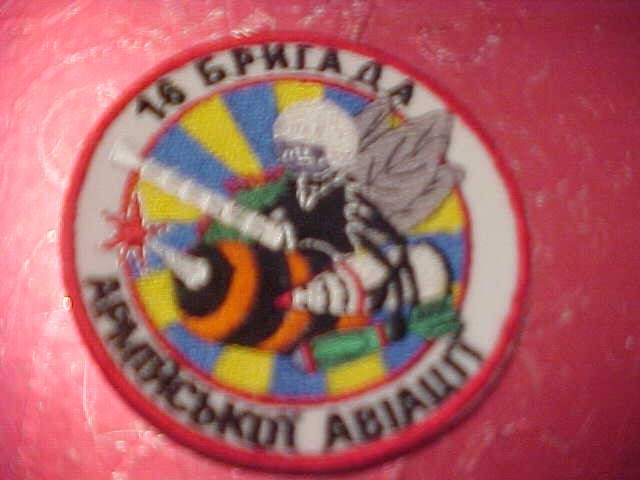 16 БРИГАДА
АРМІЙСЬКОЇ АВІАЦІЇ